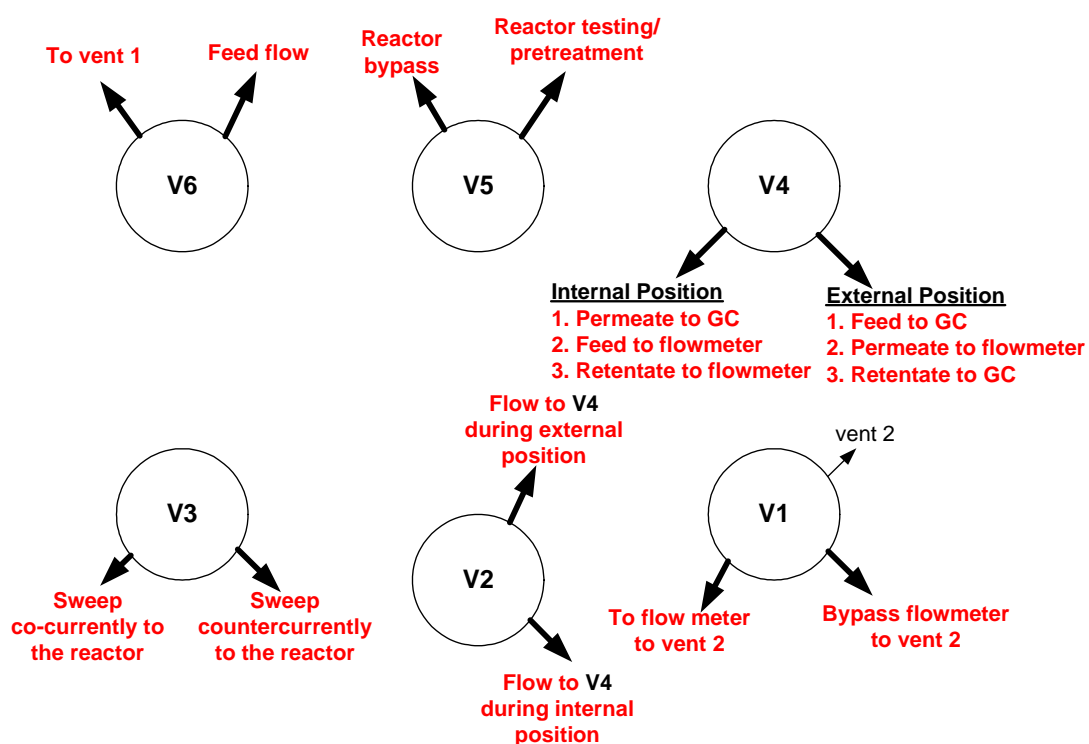 To vent 1
Feed flow
Reactor
bypass
Reactor testing/
pretreatment
V6
V5
V4
Internal Position
1. Permeate to GC
2. Feed to flowmeter
3. Retentate to flowmeter
External Position
1. Feed to GC
2. Permeate to flowmeter
3. Retentate to GC
Flow to V4
during external
position
vent 2
V3
V2
V1
Sweep
co-currently to
the reactor
Sweep
countercurrently
to the reactor
To flow meter
to vent 2
Bypass flowmeter
to vent 2
Flow to V4
during internal
position